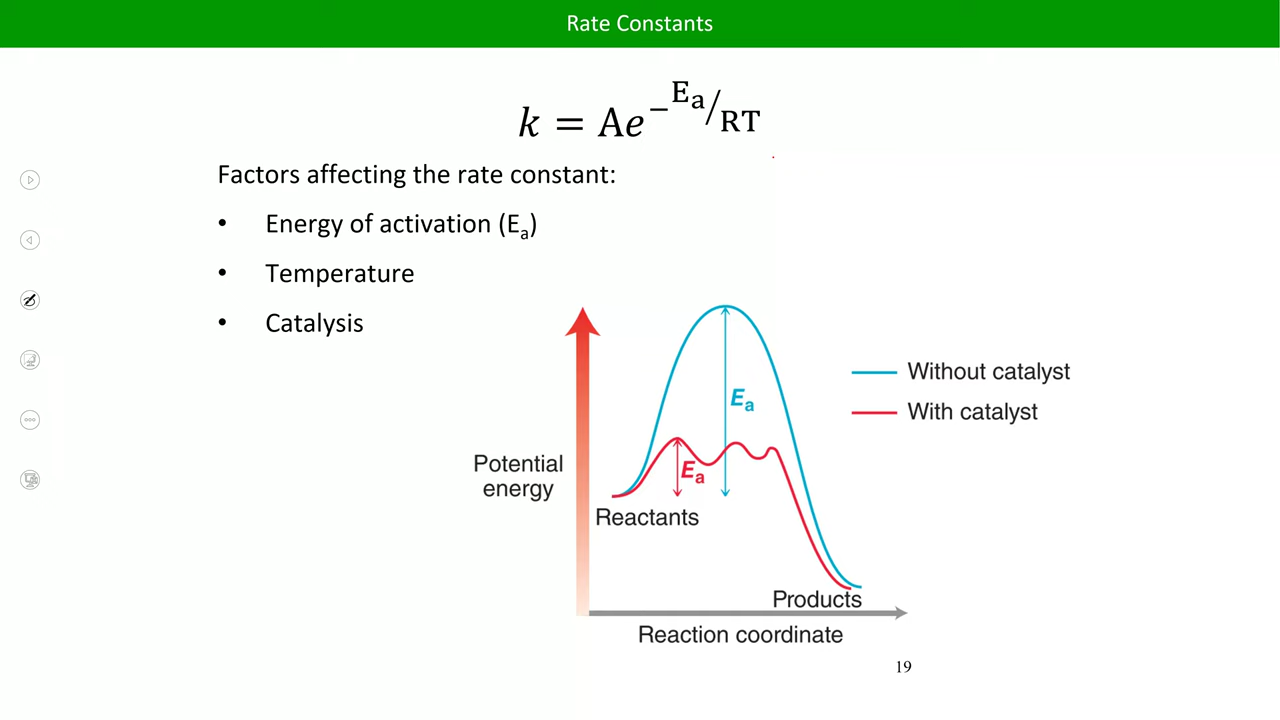 Rate Constants
k = Ae^{-E_a/RT}
Factors affecting the rate constant:
• Energy of activation (Eₐ)
• Temperature
• Catalysis
Without catalyst
With catalyst
Eₐ
Eₐ
Potential
energy
Reactants
Products
Reaction coordinate
19